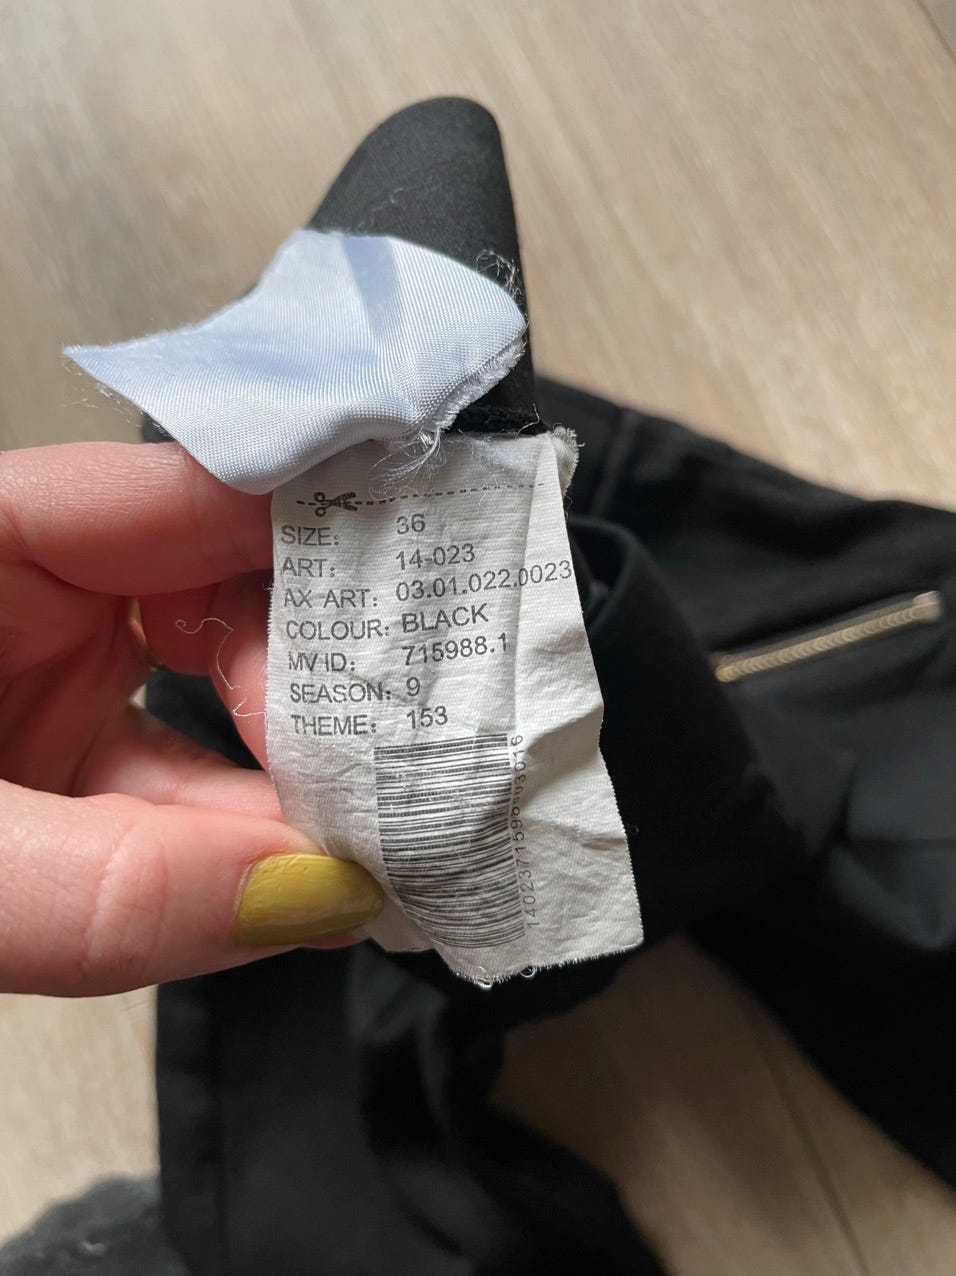 SIZE: 36
ART: 14-023
AX ART: 03.01.022.0023
COLOUR: BLACK
MV ID: 715988.1
SEASON: 9
THEME: 153